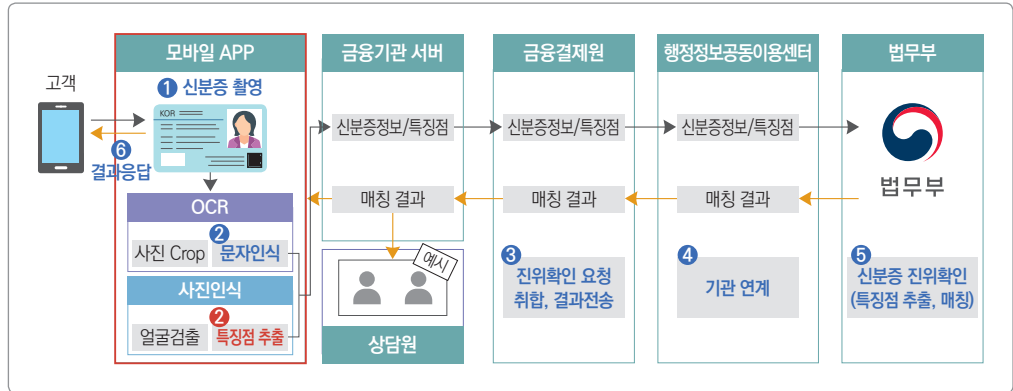 고객
모바일 APP
금융기관 서버
금융결제원
행정정보공동이용센터
법무부
1 신분증 촬영
KOR
신분증정보/특징점
신분증정보/특징점
신분증정보/특징점
6
결과응답
법무부
매칭 결과
매칭 결과
매칭 결과
OCR
2
사진 Crop
문자인식
사진인식
2
얼굴검출
특징점 추출
예시
상담원
3
진위확인 요청
취합, 결과전송
4
기관 연계
5
신분증 진위확인
(특징점 추출, 매칭)